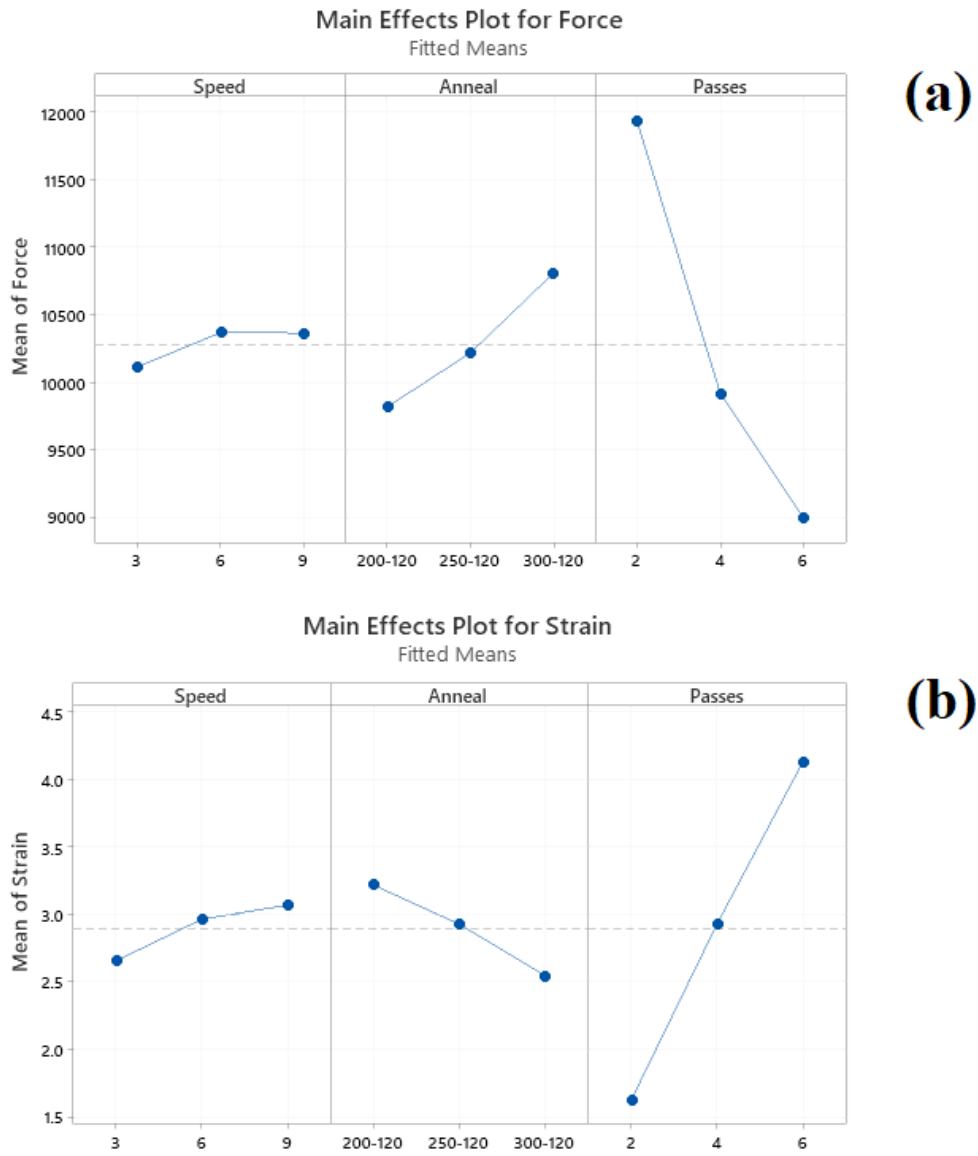 Main Effects Plot for Force
Fitted Means
(a)
Speed Anneal Passes
12000
11500
11000
10500
10000
9500
9000
Mean of Force
3 6 9 200-120 250-120 300-120 2 4 6
Main Effects Plot for Strain
Fitted Means
(b)
Speed Anneal Passes
4.5
4.0
3.5
3.0
2.5
2.0
1.5
Mean of Strain
3 6 9 200-120 250-120 300-120 2 4 6